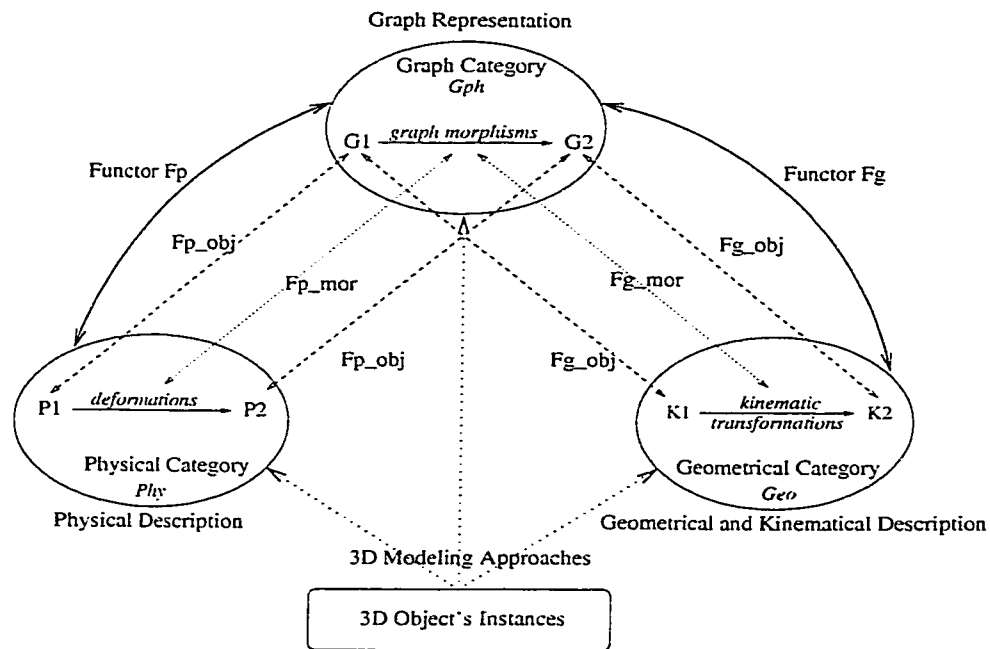 Graph Representation
Graph Category
Gph
G1
graph morphisms
G2
Functor Fp
Functor Fg
Fp_obj
Fg_obj
Fp_mor
Fg_mor
Fp_obj
Fg_obj
P1
deformations
P2
K1
kinematic
transformations
K2
Physical Category
Phy
Physical Description
Geometrical Category
Geo
Geometrical and Kinematical Description
3D Modeling Approaches
3D Object's Instances